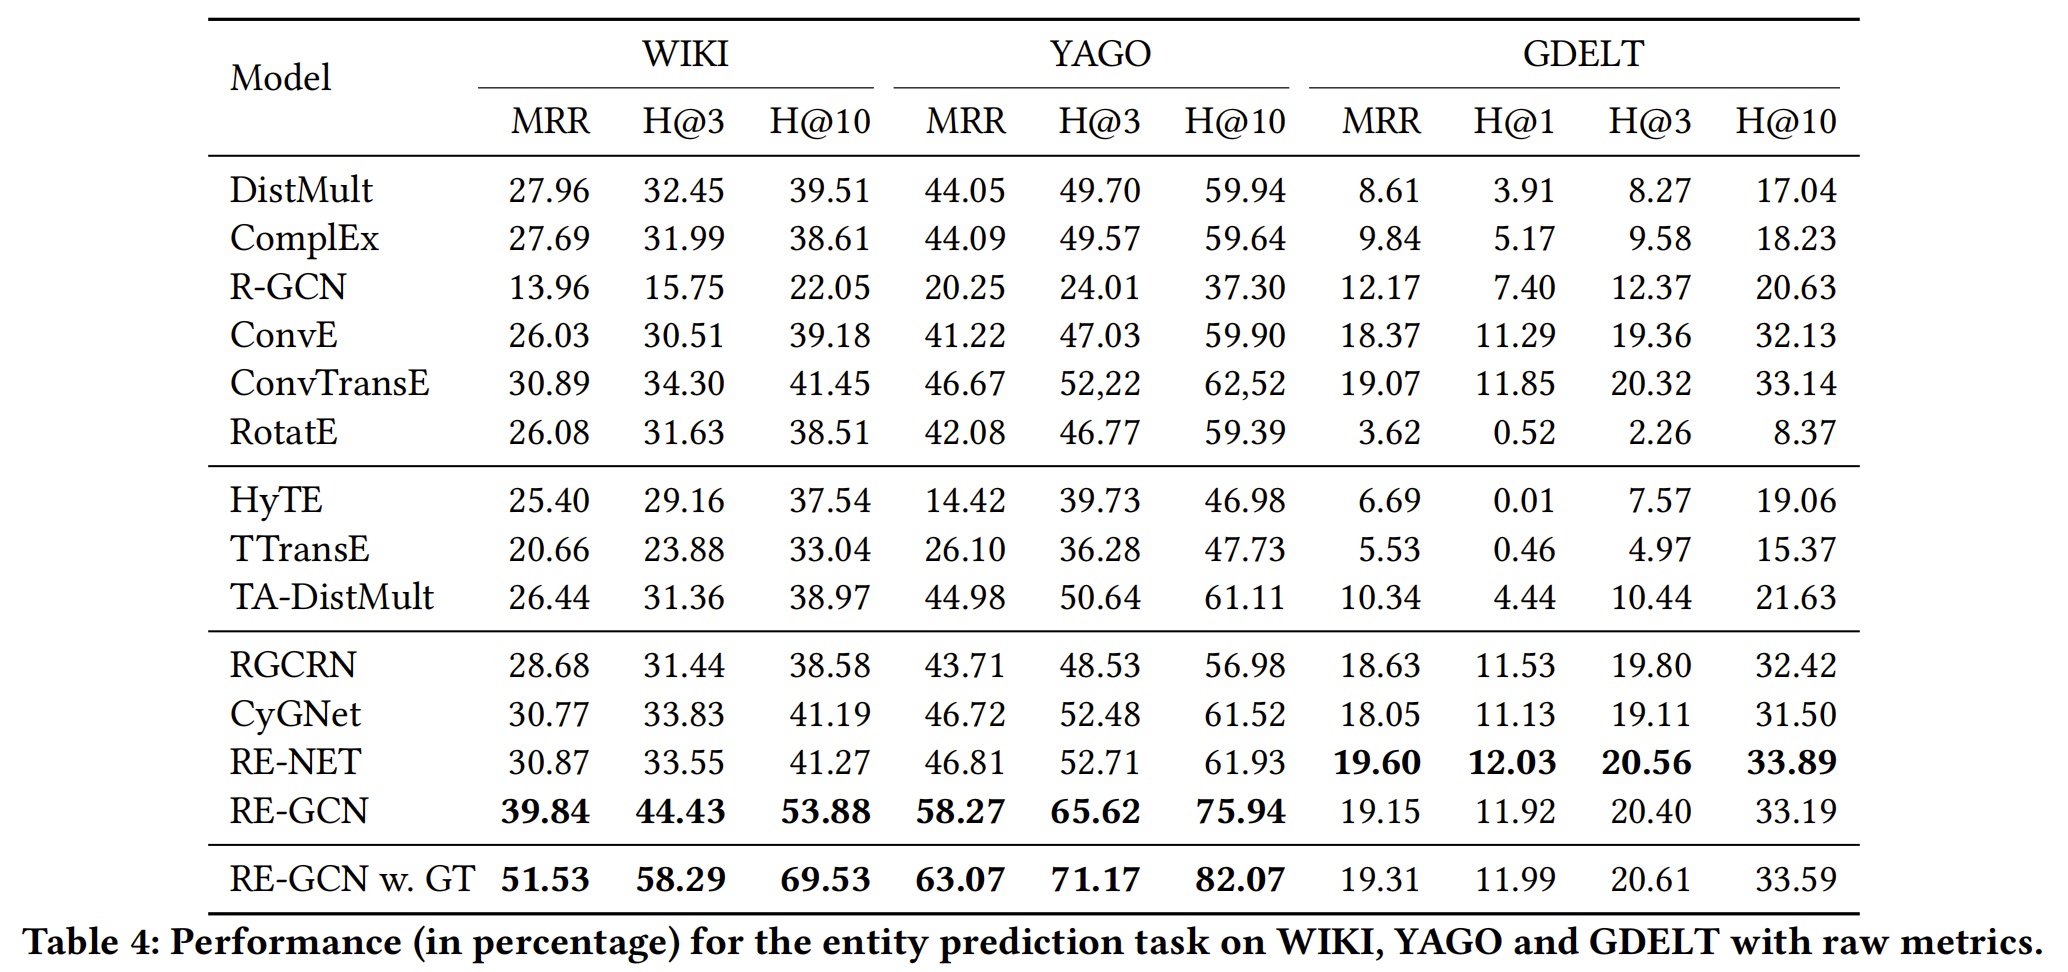 Model WIKI YAGO GDELT
MRR H@3 H@10 MRR H@3 H@10 MRR H@1 H@3 H@10
DistMult 27.96 32.45 39.51 44.05 49.70 59.94 8.61 3.91 8.27 17.04
ComplEx 27.69 31.99 38.61 44.09 49.57 59.64 9.84 5.17 9.58 18.23
R-GCN 13.96 15.75 22.05 20.25 24.01 37.30 12.17 7.40 12.37 20.63
ConvE 26.03 30.51 39.18 41.22 47.03 59.90 18.37 11.29 19.36 32.13
ConvTransE 30.89 34.30 41.45 46.67 52,22 62,52 19.07 11.85 20.32 33.14
RotatE 26.08 31.63 38.51 42.08 46.77 59.39 3.62 0.52 2.26 8.37
HyTE 25.40 29.16 37.54 14.42 39.73 46.98 6.69 0.01 7.57 19.06
TTransE 20.66 23.88 33.04 26.10 36.28 47.73 5.53 0.46 4.97 15.37
TA-DistMult 26.44 31.36 38.97 44.98 50.64 61.11 10.34 4.44 10.44 21.63
RGCRN 28.68 31.44 38.58 43.71 48.53 56.98 18.63 11.53 19.80 32.42
CyGNet 30.77 33.83 41.19 46.72 52.48 61.52 18.05 11.13 19.11 31.50
RE-NET 30.87 33.55 41.27 46.81 52.71 61.93 19.60 12.03 20.56 33.89
RE-GCN 39.84 44.43 53.88 58.27 65.62 75.94 19.15 11.92 20.40 33.19
RE-GCN w. GT 51.53 58.29 69.53 63.07 71.17 82.07 19.31 11.99 20.61 33.59
Table 4: Performance (in percentage) for the entity prediction task on WIKI, YAGO and GDELT with raw metrics.